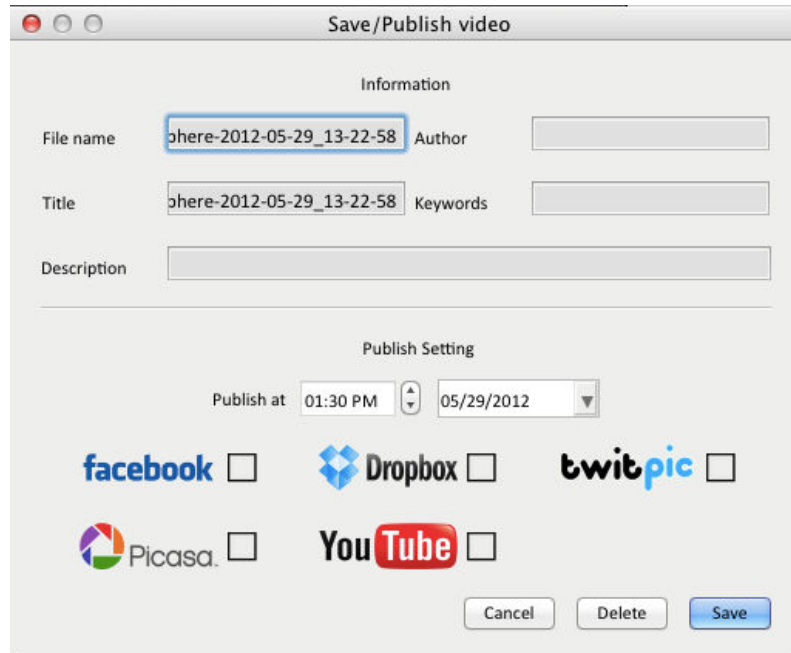 Save/Publish video
Information
File name
phere-2012-05-29_13-22-58
Author
Title
phere-2012-05-29_13-22-58
Keywords
Description
Publish Setting
Publish at
01:30 PM
05/29/2012
facebook
Dropbox
twitpic
Picasa.
YouTube
Cancel
Delete
Save